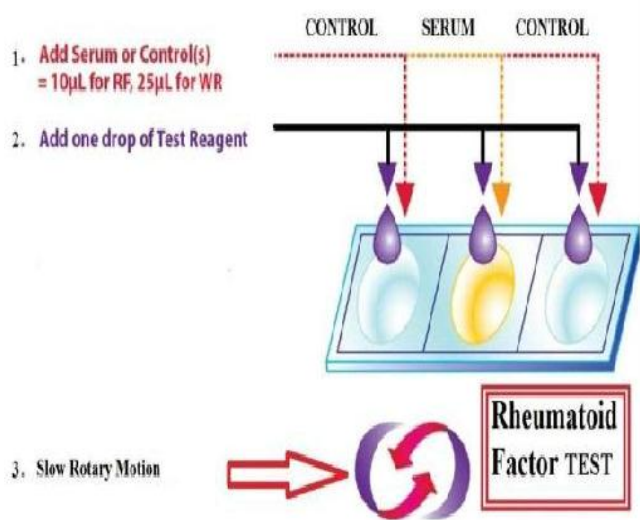 CONTROL SERUM CONTROL
1. Add Serum or Control(s)
= 10µL for RF, 25µL for WR
2. Add one drop of Test Reagent
3. Slow Rotary Motion
Rheumatoid
Factor TEST